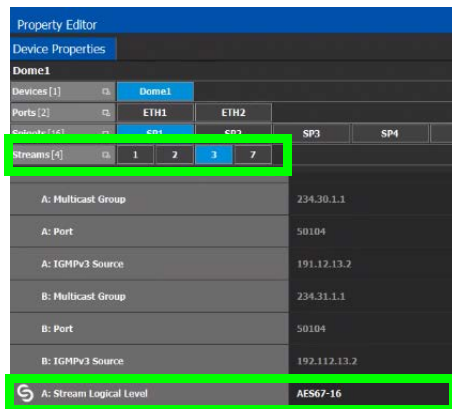 Property Editor
Device Properties
Dome1
Devices [1] Dome1
Ports [2] ETH1 ETH2
Spigots [16] SP1 SP2 SP3 SP4
Streams [4] 1 2 3 7
A: Multicast Group 234.30.1.1
A: Port 50104
A: IGMPv3 Source 191.12.13.2
B: Multicast Group 234.31.1.1
B: Port 50104
B: IGMPv3 Source 192.112.13.2
A: Stream Logical Level AES67-16